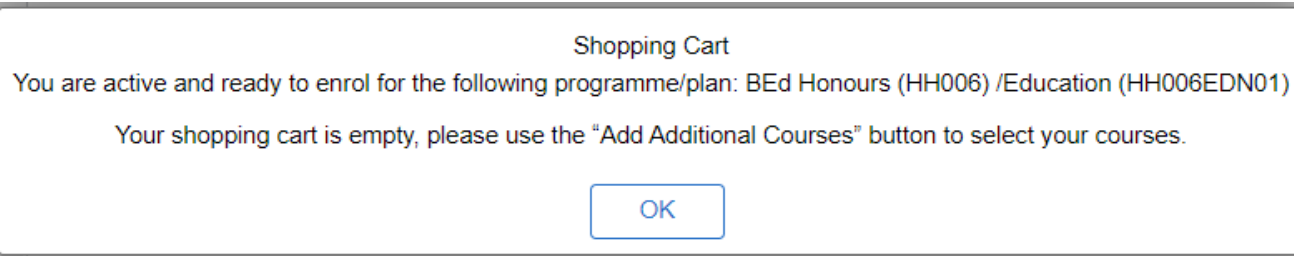 Shopping Cart
You are active and ready to enrol for the following programme/plan: BEd Honours (HH006) /Education (HH006EDN01)
Your shopping cart is empty, please use the “Add Additional Courses” button to select your courses.
OK